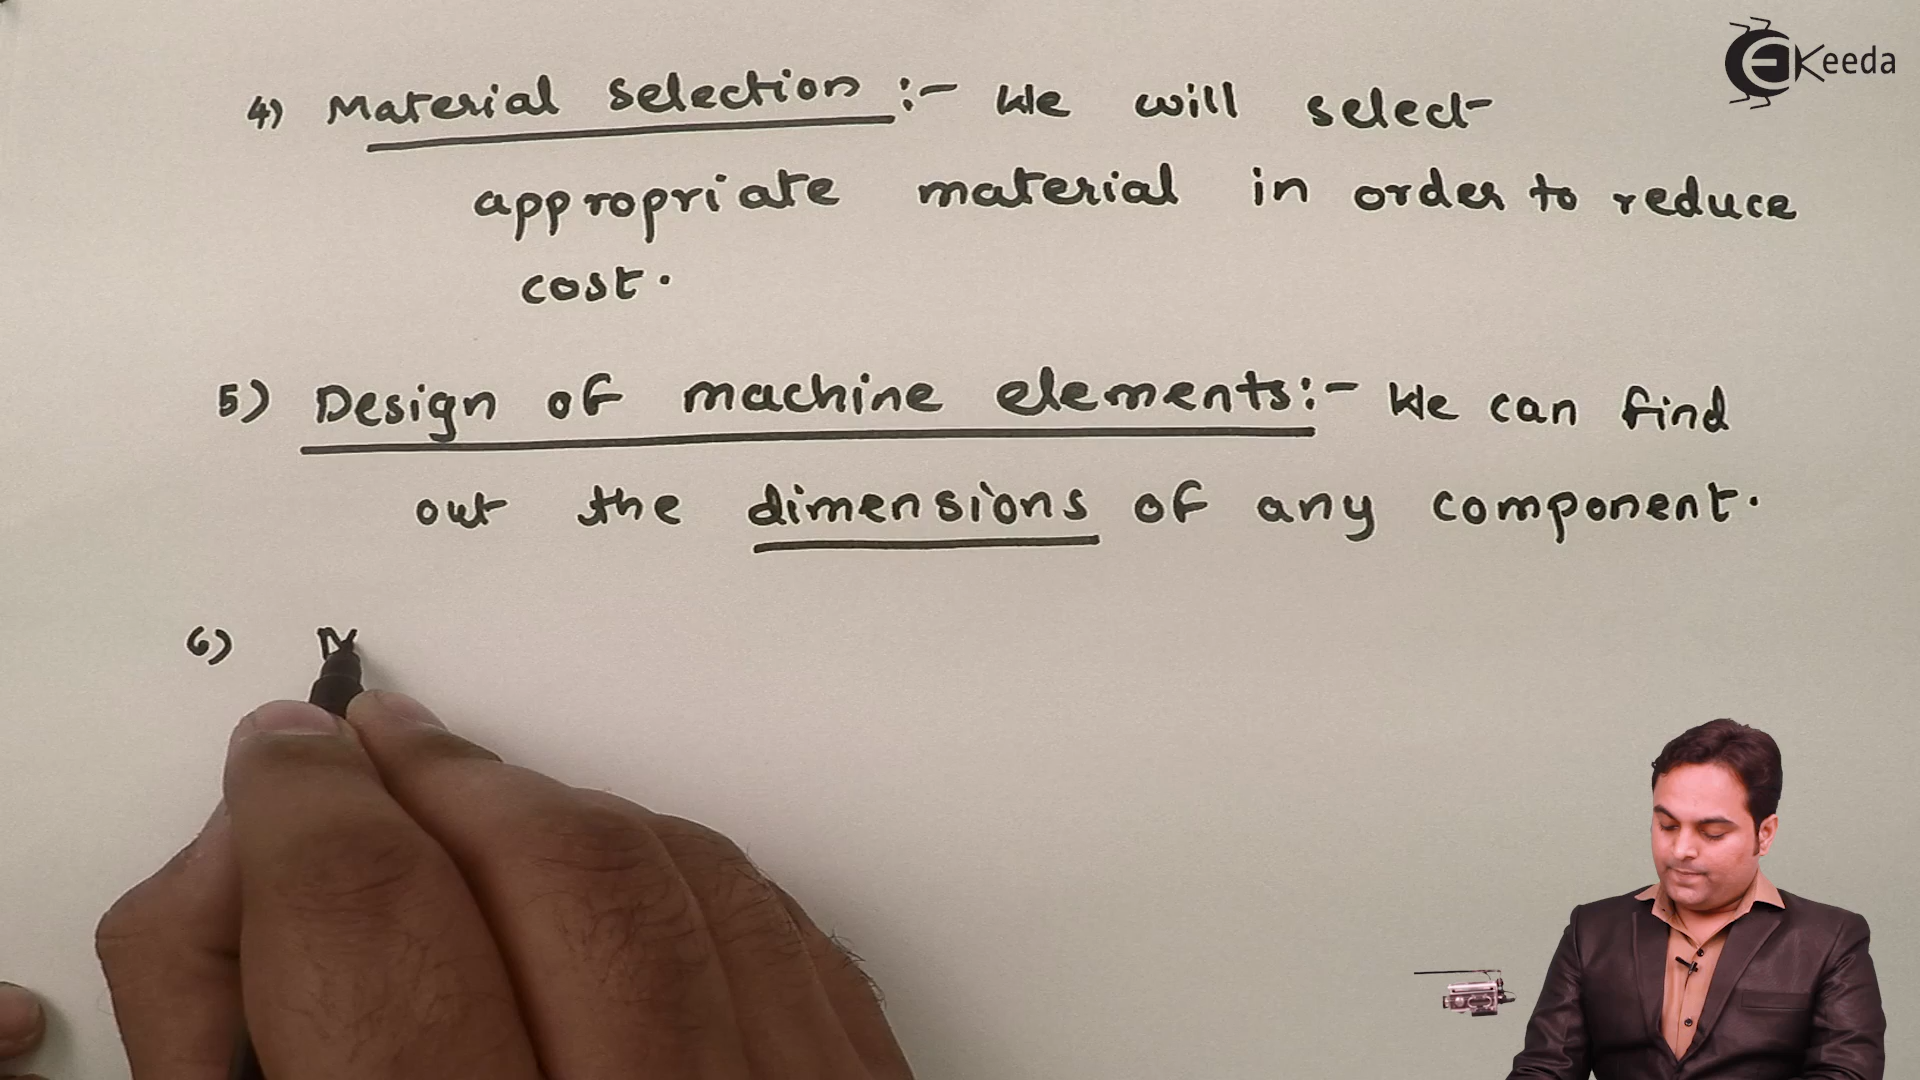 EKeeda
4) Material selection :- We will select
appropriate material in order to reduce
cost.
5) Design of machine elements :- We can find
out the dimensions of any component.
6)